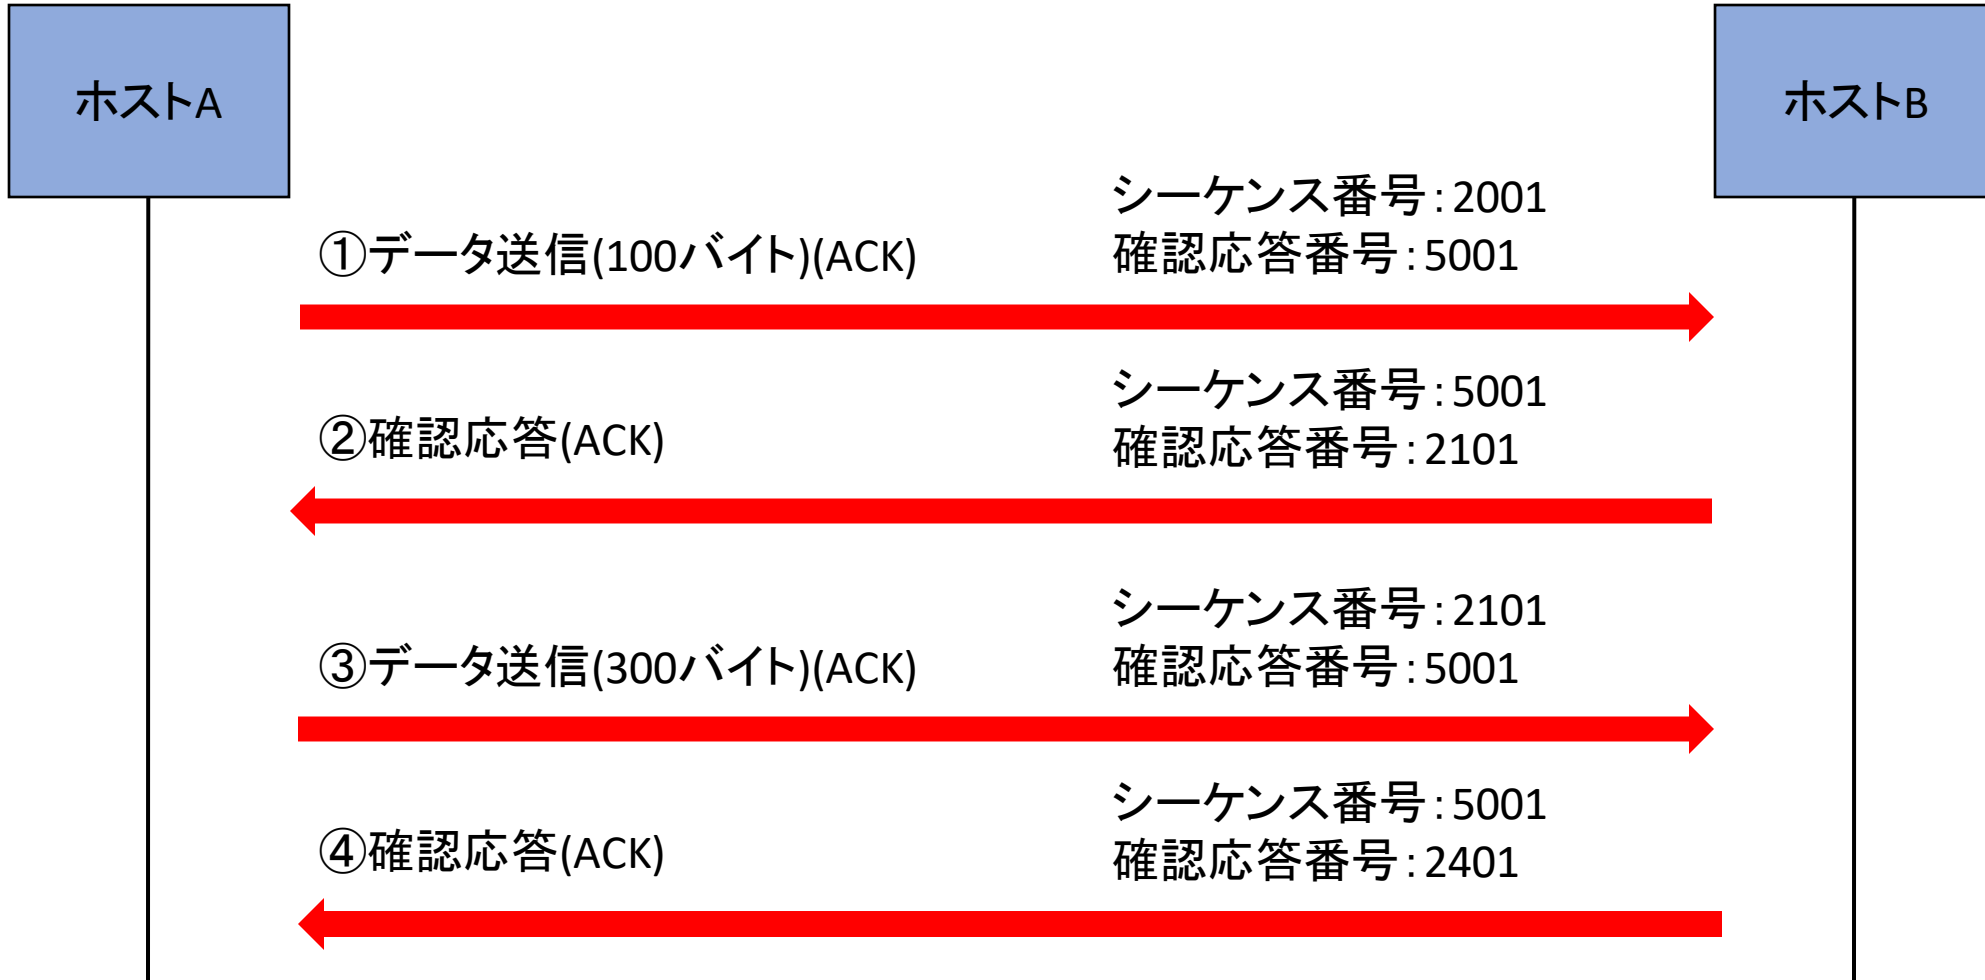 ホストA
ホストB
①データ送信(100バイト)(ACK)
シーケンス番号:2001
確認応答番号:5001
②確認応答(ACK)
シーケンス番号:5001
確認応答番号:2101
③データ送信(300バイト)(ACK)
シーケンス番号:2101
確認応答番号:5001
④確認応答(ACK)
シーケンス番号:5001
確認応答番号:2401